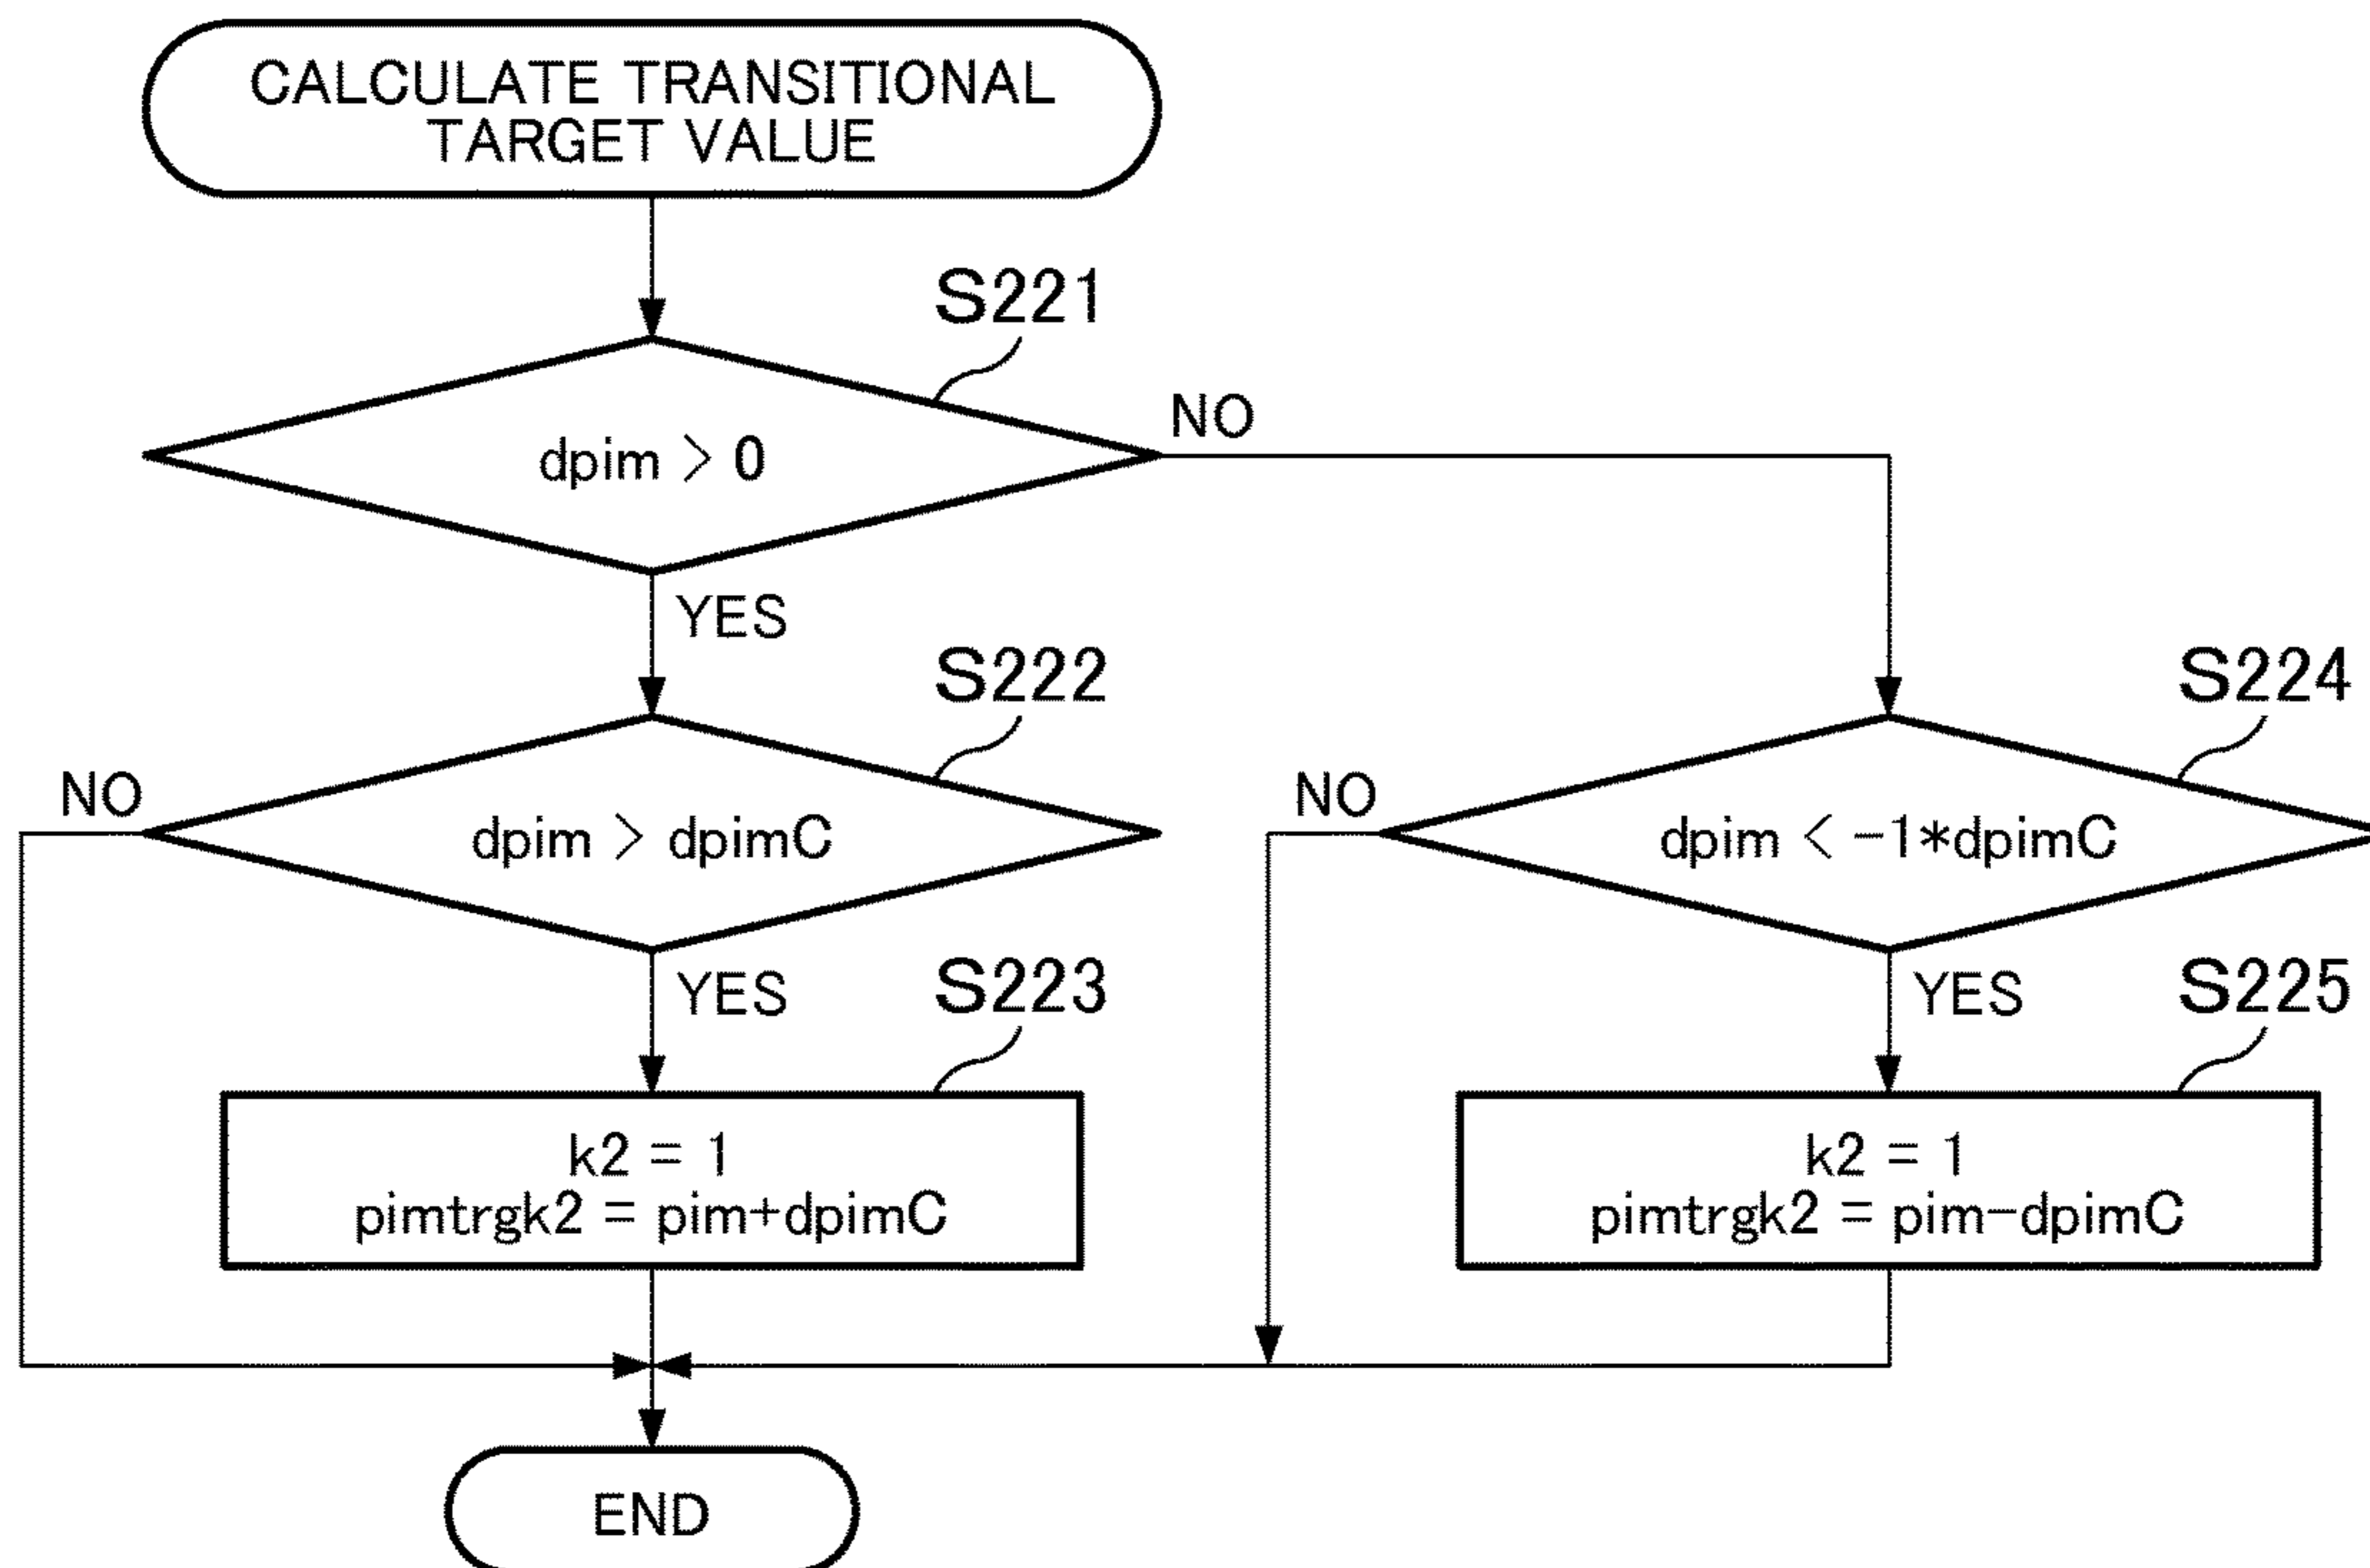 CALCULATE TRANSITIONAL
TARGET VALUE
S221
dpim > 0
NO
YES
S222
S224
NO
dpim > dpimC
NO
dpim < -1*dpimC
YES
S223
YES
S225
k2 = 1
pimtrgk2 = pim+dpimC
k2 = 1
pimtrgk2 = pim-dpimC
END